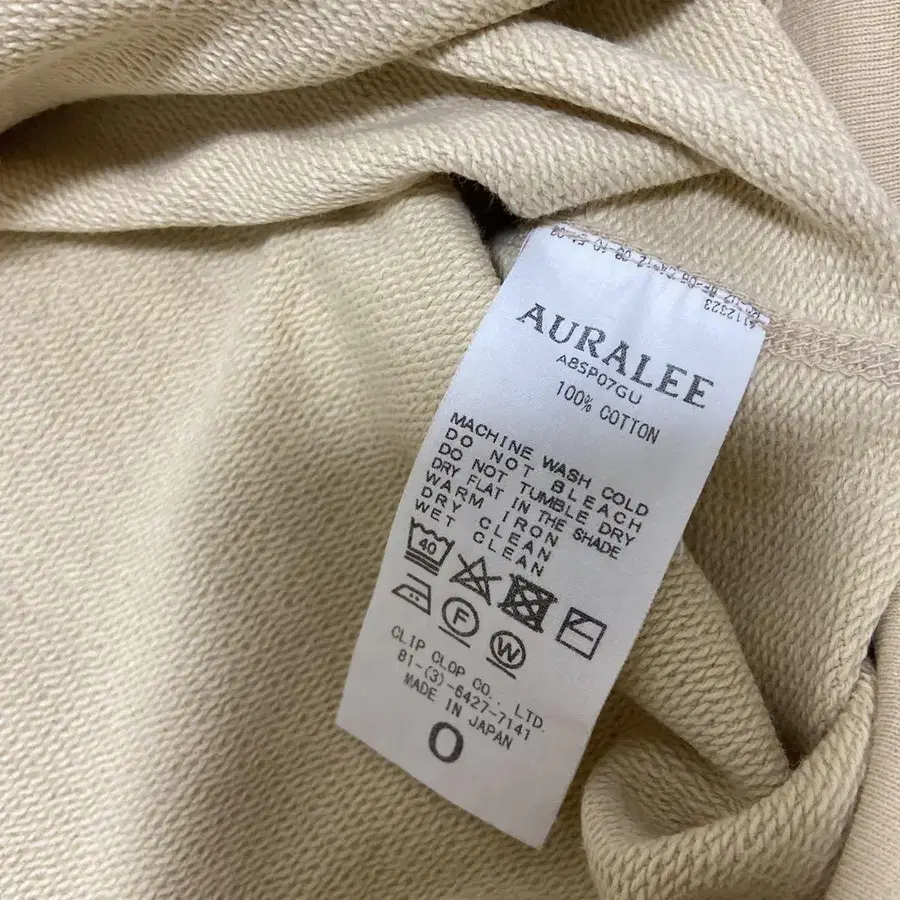 AURALEE
A8SP07GU
100% COTTON
MACHINE WASH COLD
DO NOT BLEACH
DO NOT TUMBLE DRY
DRY FLAT IN THE SHADE
WARM IRON
DRY CLEAN
WET CLEAN
40
F
W
CLIP CLOP CO., LTD.
81-(3)-6427-7141
MADE IN JAPAN
0